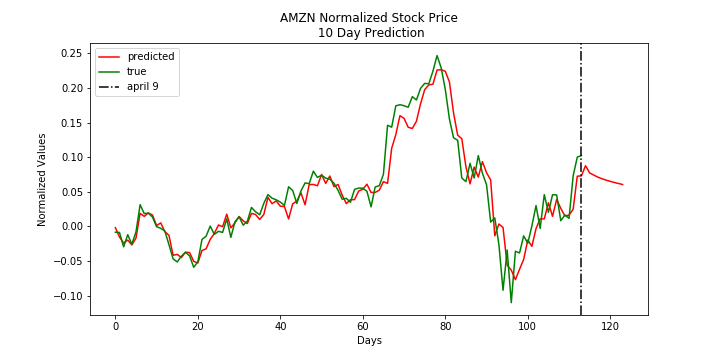 AMZN Normalized Stock Price
10 Day Prediction
predicted
true
april 9
Normalized Values
0.25
0.20
0.15
0.10
0.05
0.00
−0.05
−0.10
0 20 40 60 80 100 120
Days